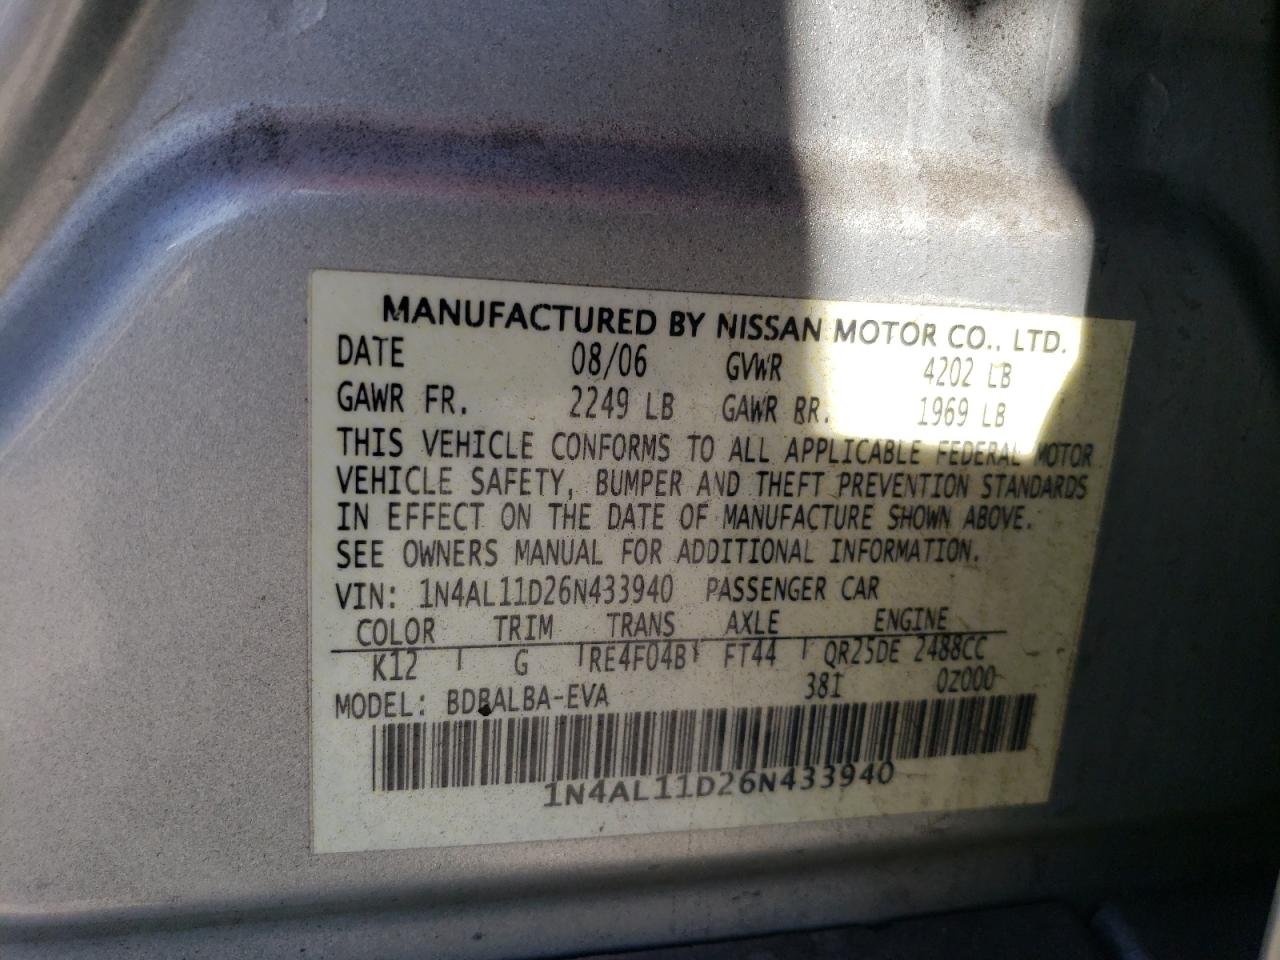 MANUFACTURED BY NISSAN MOTOR CO., LTD.
DATE 08/06 GVWR 4202 LB
GAWR FR. 2249 LB GAWR RR. 1969 LB
THIS VEHICLE CONFORMS TO ALL APPLICABLE FEDERAL MOTOR
VEHICLE SAFETY, BUMPER AND THEFT PREVENTION STANDARDS
IN EFFECT ON THE DATE OF MANUFACTURE SHOWN ABOVE.
SEE OWNERS MANUAL FOR ADDITIONAL INFORMATION.
VIN: 1N4AL11D26N433940 PASSENGER CAR
COLOR TRIM TRANS AXLE ENGINE
K12 G RE4F04B FT44 QR25DE 2488CC
MODEL: BDBALBA-EVA 381 0Z000
1N4AL11D26N433940